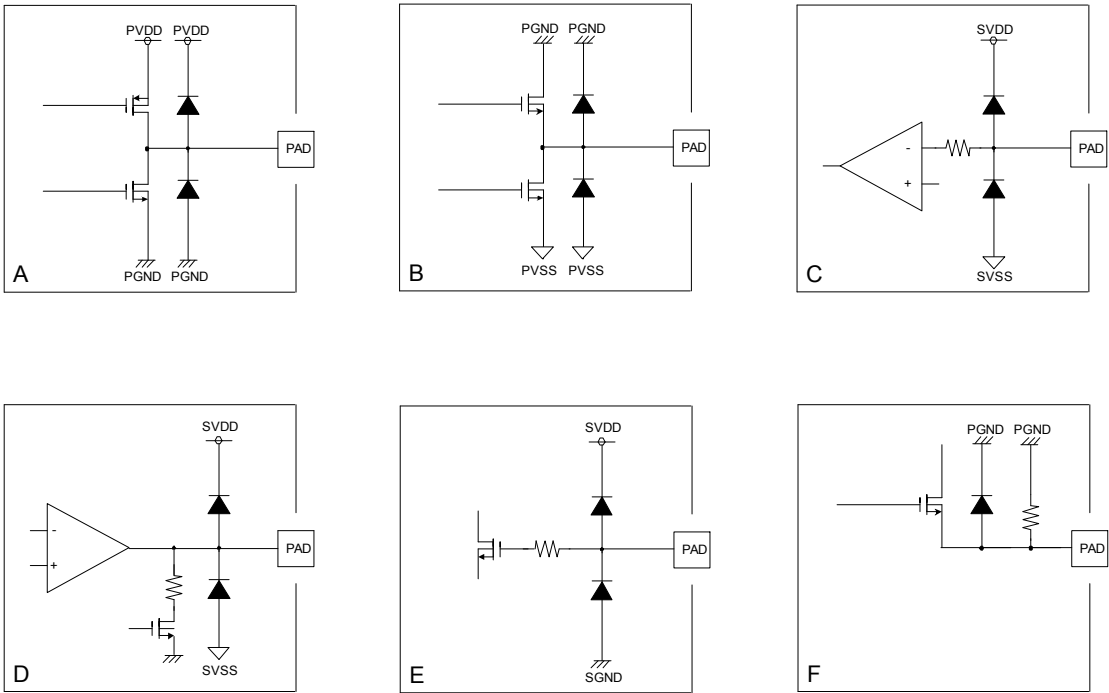 PVDD PVDD
PAD
PGND PGND
A
PGND PGND
PAD
PVSS PVSS
B
SVDD
-
PAD
+
SVSS
C
SVDD
-
PAD
+
SVSS
D
SVDD
PAD
SGND
E
PGND PGND
PAD
F